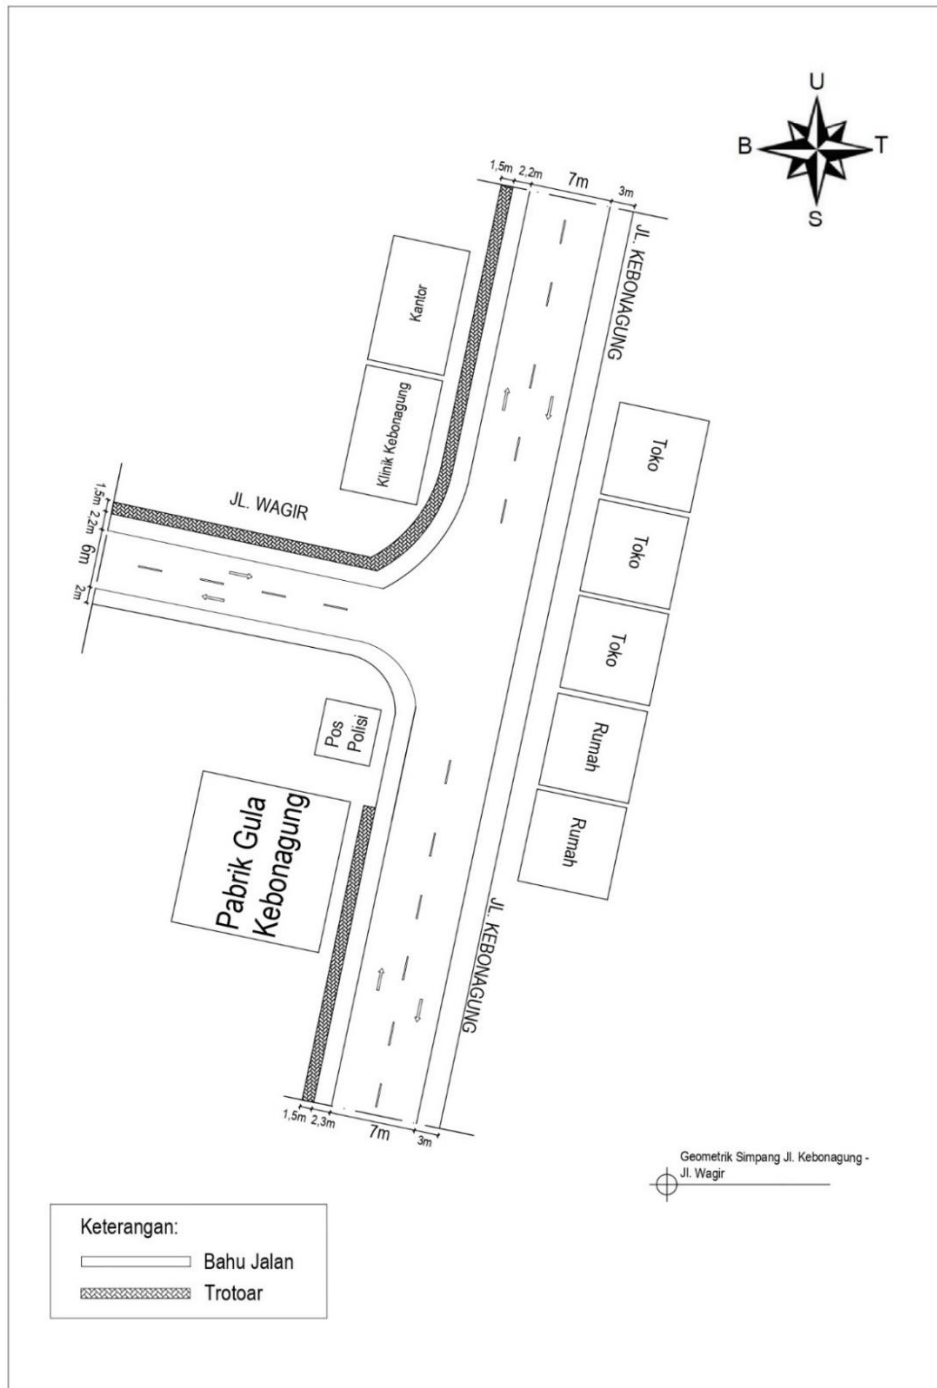 U
B
T
S
1,5m
2,2m
7m
3m
JL. KEBONAGUNG
Kantor
Klinik Kebonagung
JL. WAGIR
1,5m
2,2m
6m
2m
Toko
Toko
Toko
Rumah
Rumah
Pos
Polisi
Pabrik Gula
Kebonagung
JL. KEBONAGUNG
1,5m
2,3m
7m
3m
Geometrik Simpang Jl. Kebonagung -
Jl. Wagir
Keterangan:
Bahu Jalan
Trotoar